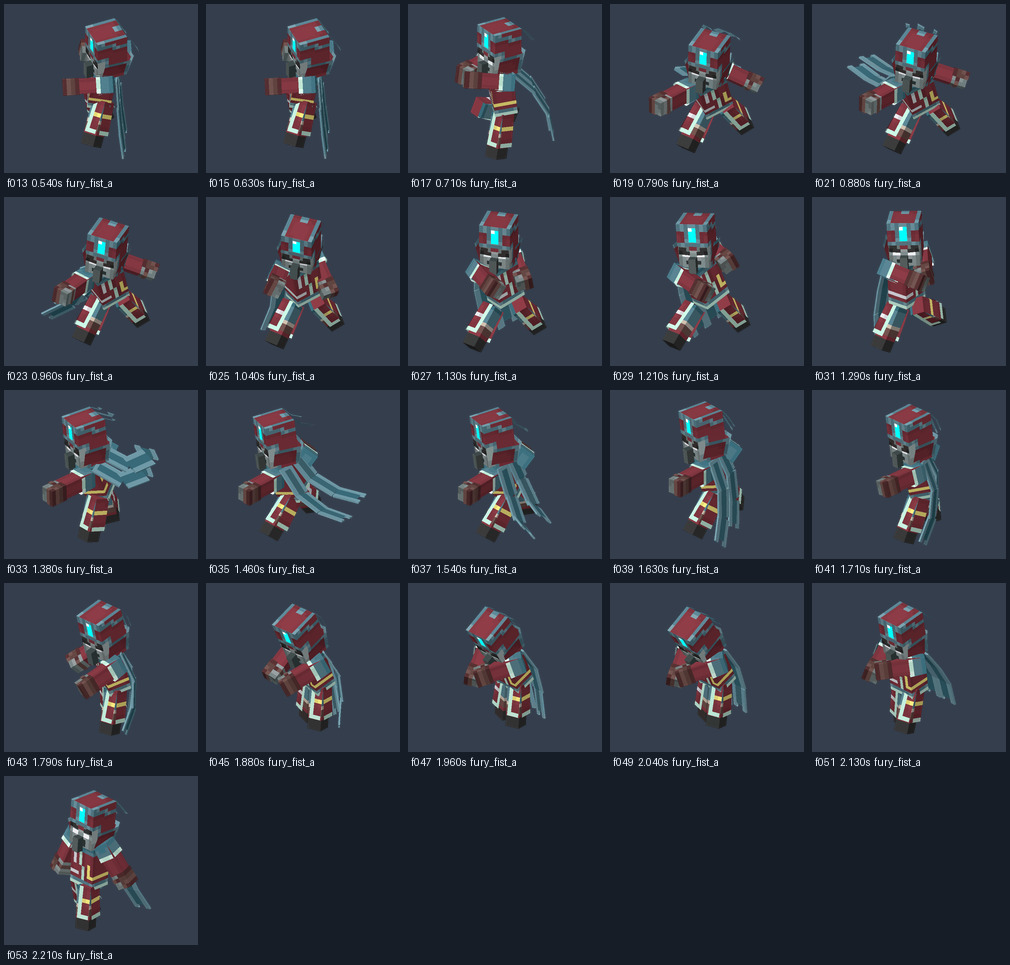 f013 0.540s fury_fist_a
f015 0.630s fury_fist_a
f017 0.710s fury_fist_a
f019 0.790s fury_fist_a
f021 0.880s fury_fist_a
f023 0.960s fury_fist_a
f025 1.040s fury_fist_a
f027 1.130s fury_fist_a
f029 1.210s fury_fist_a
f031 1.290s fury_fist_a
f033 1.380s fury_fist_a
f035 1.460s fury_fist_a
f037 1.540s fury_fist_a
f039 1.630s fury_fist_a
f041 1.710s fury_fist_a
f043 1.790s fury_fist_a
f045 1.880s fury_fist_a
f047 1.960s fury_fist_a
f049 2.040s fury_fist_a
f051 2.130s fury_fist_a
f053 2.210s fury_fist_a